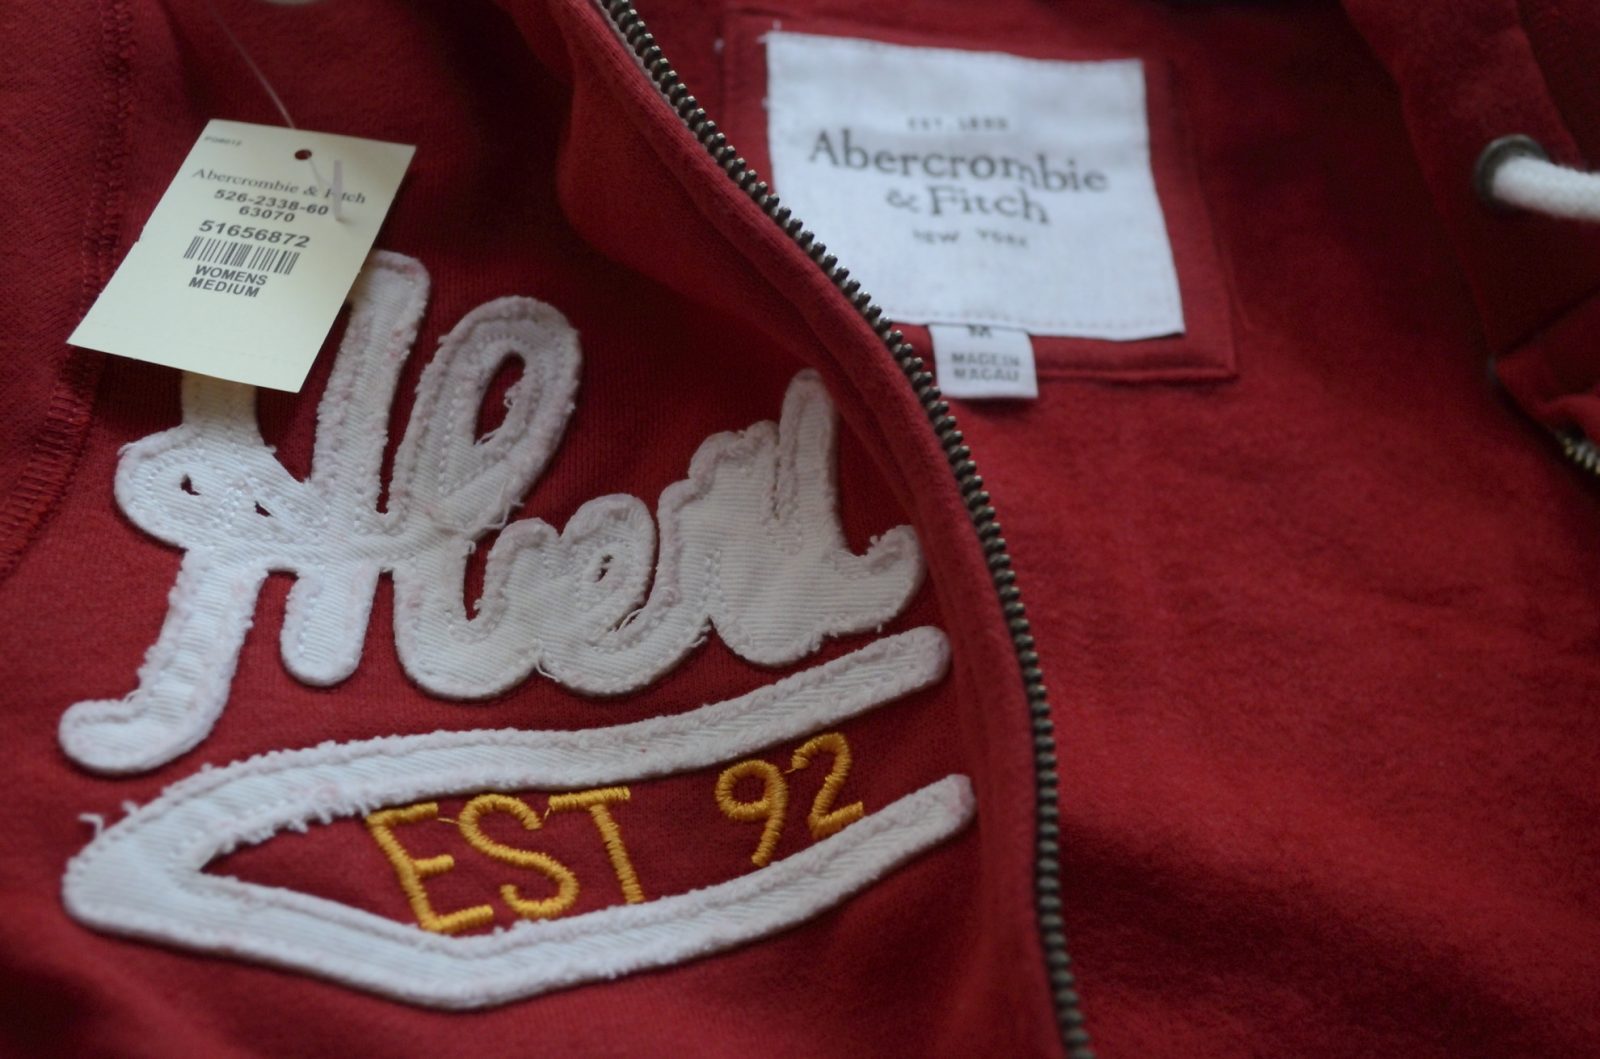 Abercrombie & Fitch
526-2338-60
63070
51656872
WOMENS
MEDIUM
EST. 1892
Abercrombie
& Fitch
NEW YORK
M
MADE IN
MACAU
EST 92